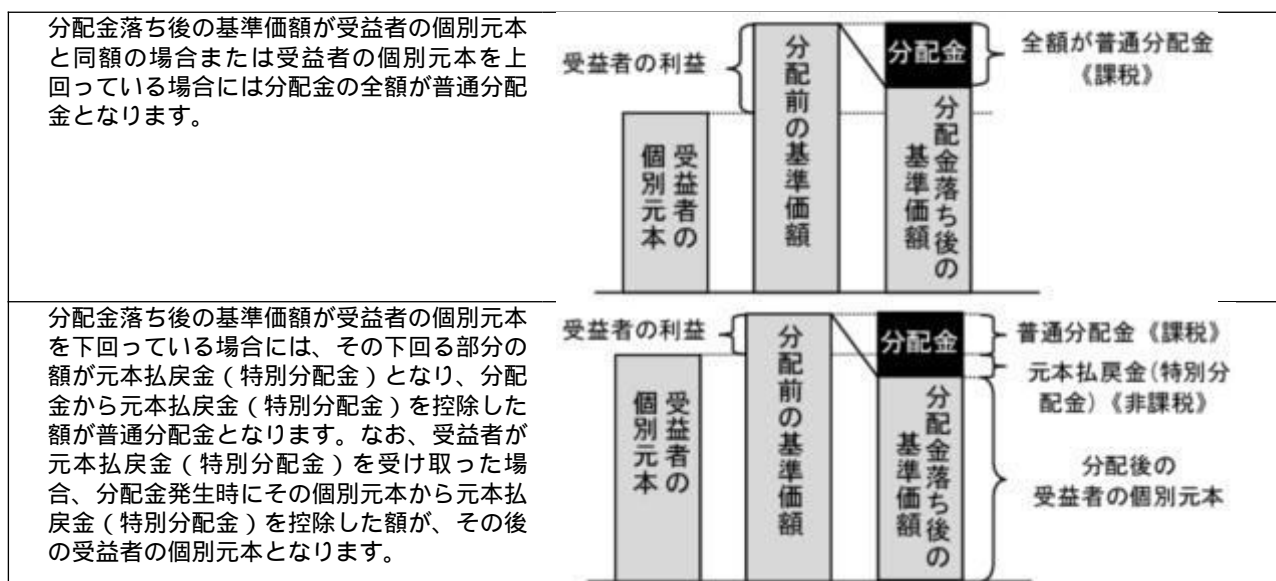 分配金落ち後の基準価額が受益者の個別元本
と同額の場合または受益者の個別元本を上
回っている場合には分配金の全額が普通分配
金となります。
受益者の利益
受益者の
個別元本
分配前の基準価額
分配金
分配金落ち後の
基準価額
全額が普通分配金
《課税》
分配金落ち後の基準価額が受益者の個別元本
を下回っている場合には、その下回る部分の
額が元本払戻金(特別分配金)となり、分配
金から元本払戻金(特別分配金)を控除した
額が普通分配金となります。なお、受益者が
元本払戻金(特別分配金)を受け取った場
合、分配金発生時にその個別元本から元本払
戻金(特別分配金)を控除した額が、その後
の受益者の個別元本となります。
受益者の利益
受益者の
個別元本
分配前の基準価額
分配金
分配金落ち後の
基準価額
普通分配金《課税》
元本払戻金(特別分
配金)《非課税》
分配後の
受益者の個別元本